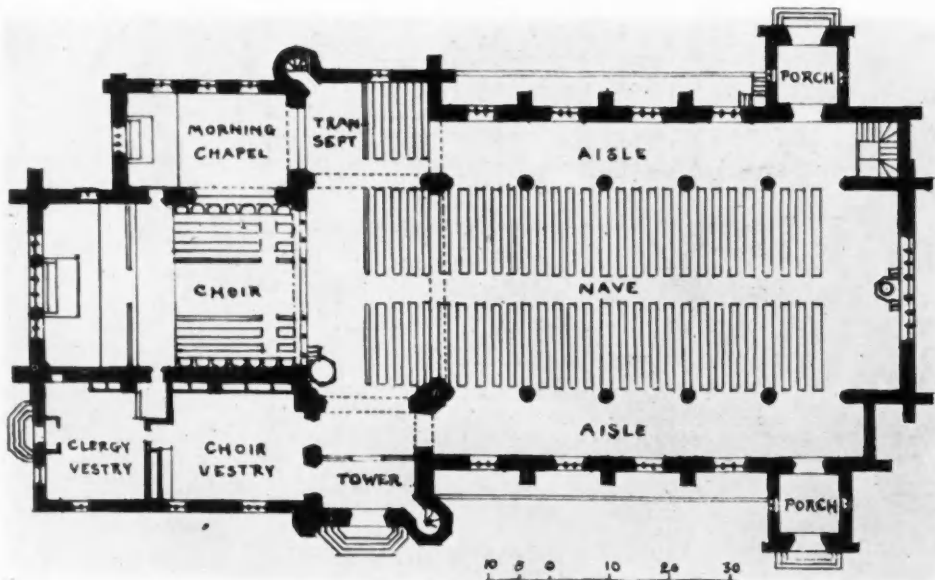 PORCH
MORNING
CHAPEL
TRAN-
SEPT
AISLE
CHOIR
NAVE
AISLE
CLERGY
VESTRY
CHOIR
VESTRY
TOWER
PORCH
10 5 0 10 20 30